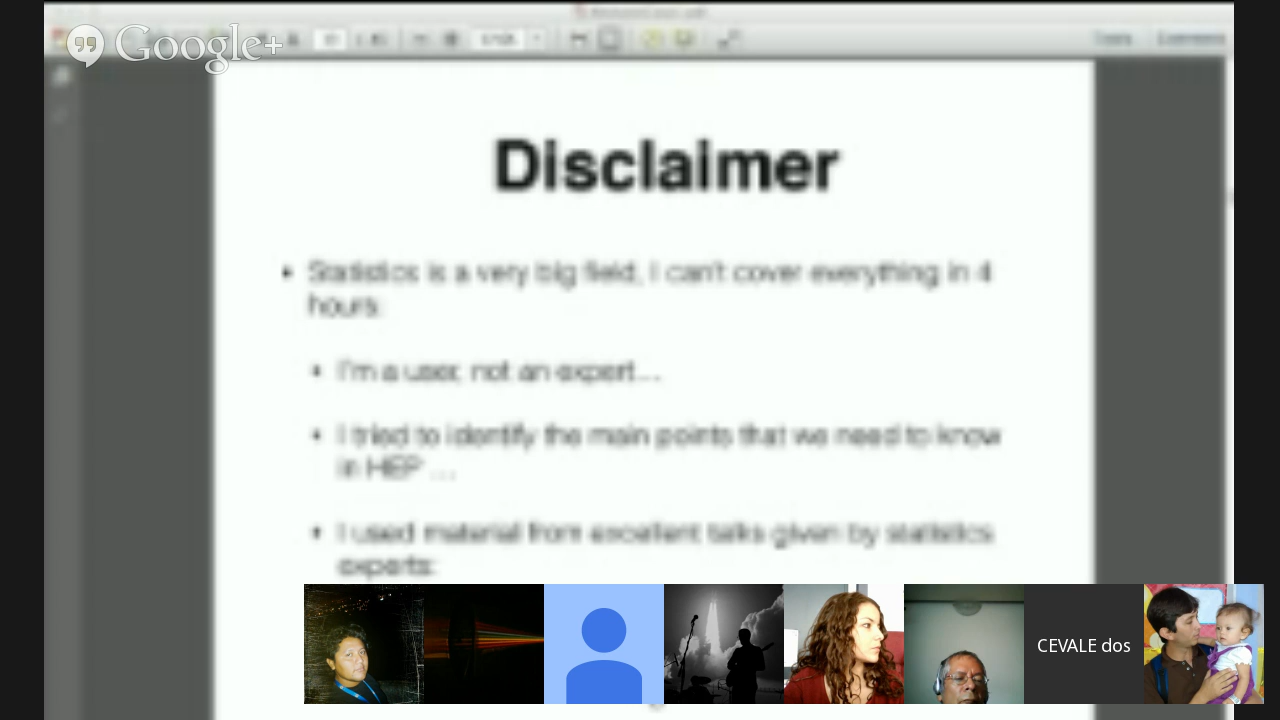 Google+
Disclaimer
• Statistics is a very big field, I can't cover everything in 4
hours:
• I'm a user, not an expert...
• I tried to identify the main points that we need to know
in HEP ...
• I used material from excellent talks given by statistics
experts:
CEVALE dos